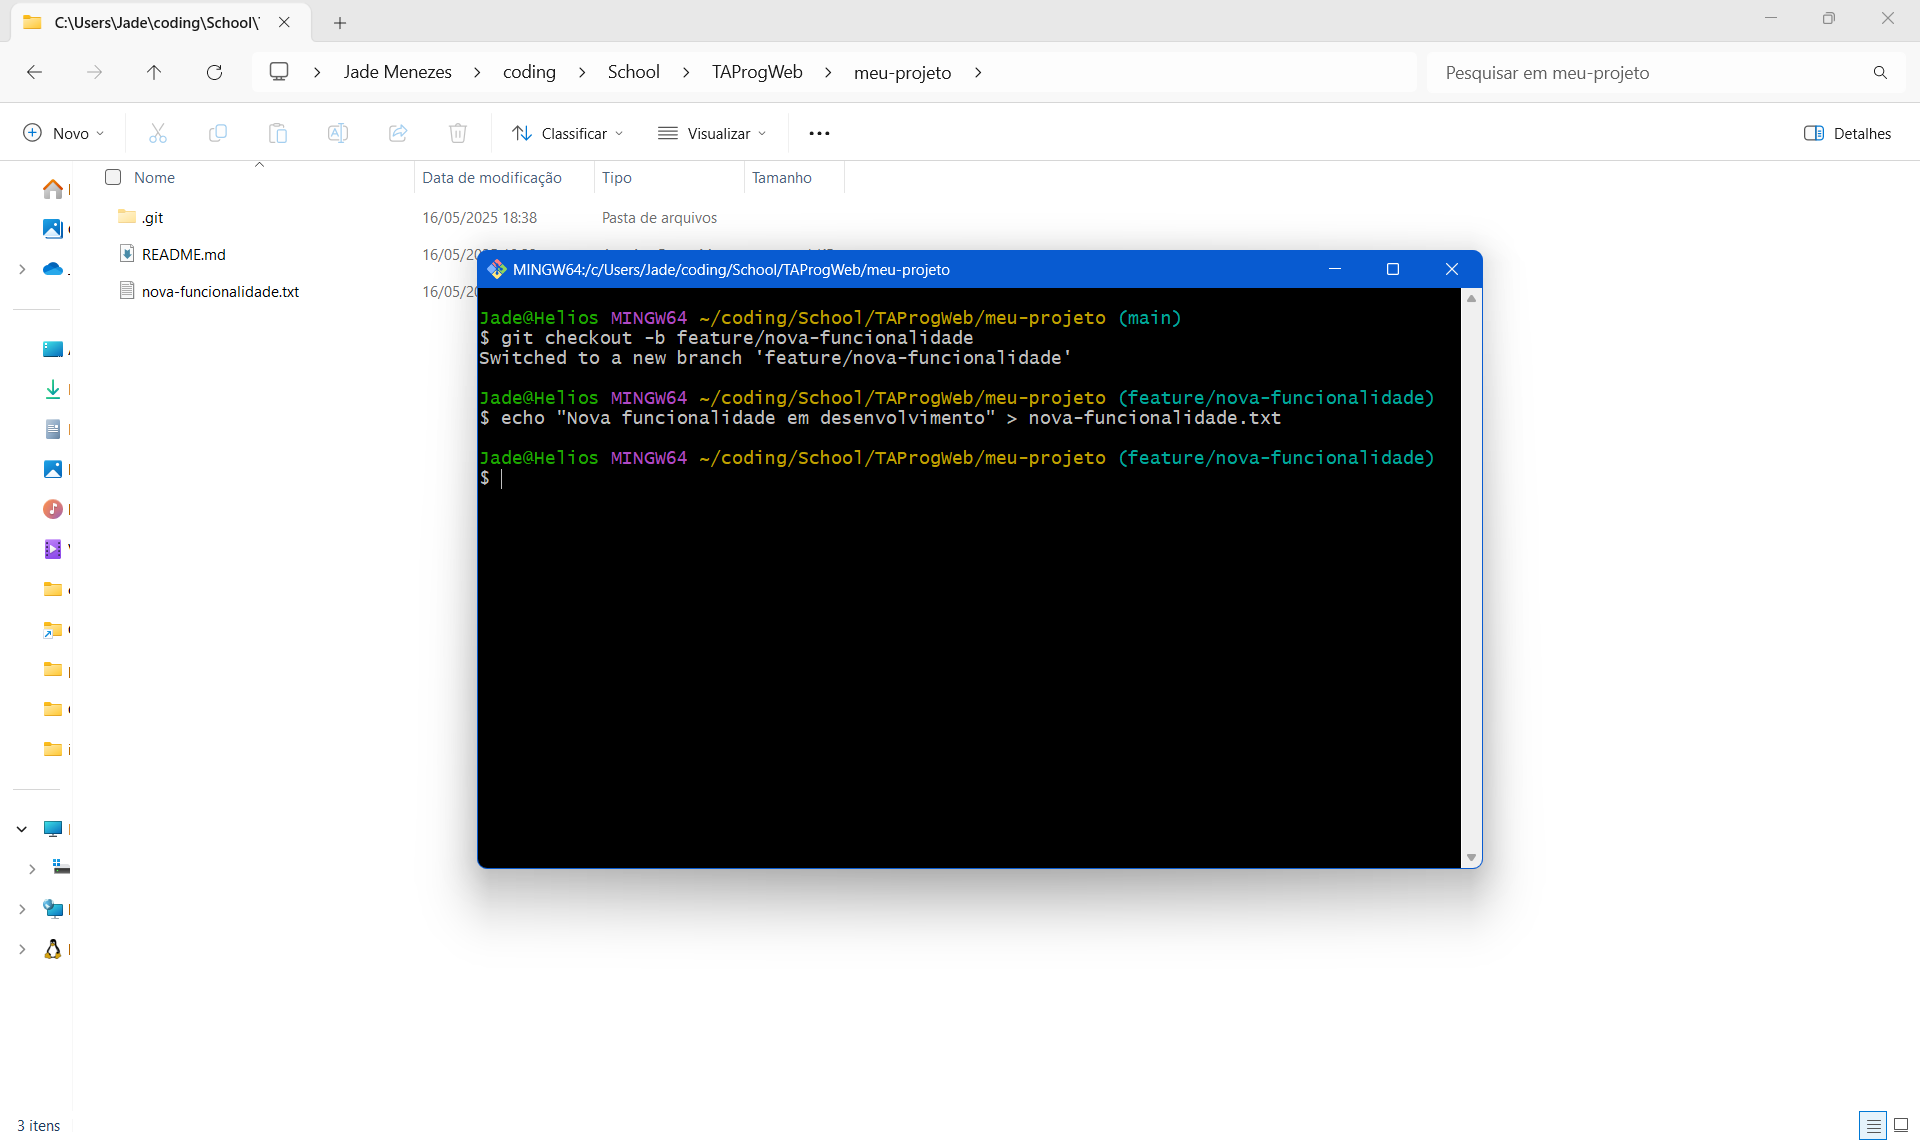 C:\Users\Jade\coding\School\
Jade Menezes
coding
School
TAProgWeb
meu-projeto
Pesquisar em meu-projeto
Novo
Classificar
Visualizar
Detalhes
Nome
Data de modificação
Tipo
Tamanho
.git
16/05/2025 18:38
Pasta de arquivos
README.md
16/05/
nova-funcionalidade.txt
16/05/20
MINGW64:/c/Users/Jade/coding/School/TAProgWeb/meu-projeto
Jade@Helios MINGW64 ~/coding/School/TAProgWeb/meu-projeto (main)
$ git checkout -b feature/nova-funcionalidade
Switched to a new branch 'feature/nova-funcionalidade'
Jade@Helios MINGW64 ~/coding/School/TAProgWeb/meu-projeto (feature/nova-funcionalidade)
$ echo "Nova funcionalidade em desenvolvimento" > nova-funcionalidade.txt
Jade@Helios MINGW64 ~/coding/School/TAProgWeb/meu-projeto (feature/nova-funcionalidade)
$
3 itens